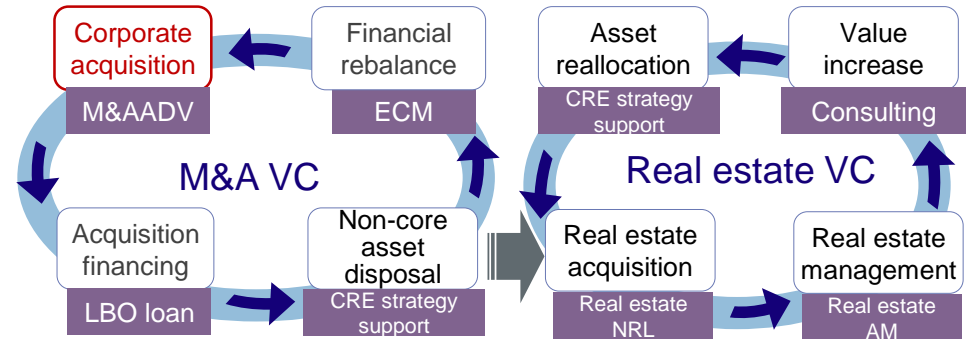 Corporate
acquisition
M&AADV
Financial
rebalance
ECM
M&A VC
Acquisition
financing
LBO loan
Non-core
asset
disposal
CRE strategy
support
Asset
reallocation
CRE strategy
support
Value
increase
Consulting
Real estate VC
Real estate
acquisition
Real estate
NRL
Real estate
management
Real estate
AM